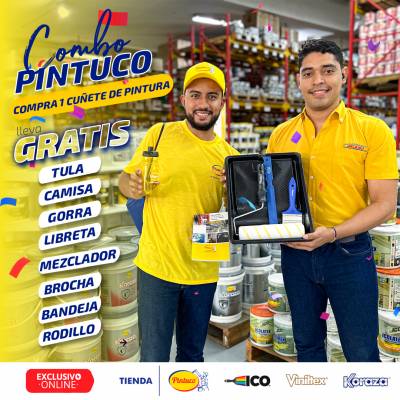 Combo
PINTUCO
COMPRA 1 CUÑETE DE PINTURA
lleva
GRATIS
TULA
CAMISA
GORRA
LIBRETA
MEZCLADOR
BROCHA
BANDEJA
RODILLO
EXCLUSIVO
•ONLINE•
TIENDA
Pintuco
ICO
Viniltex
Koraza